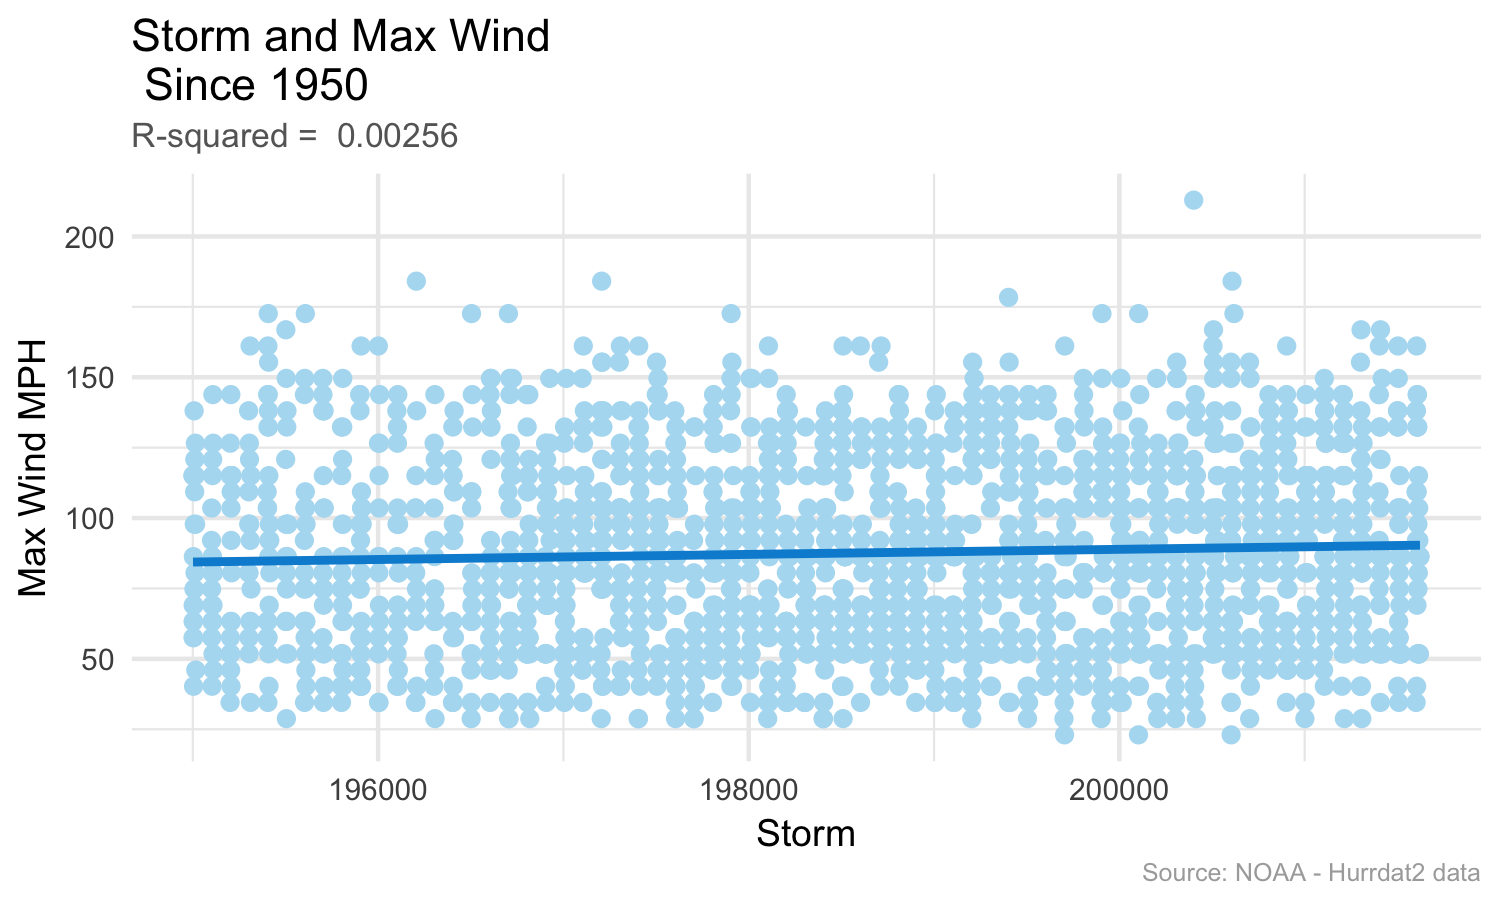 Storm and Max Wind
Since 1950
R-squared =  0.00256
200
150
100
50
Max Wind MPH
196000
198000
200000
Storm
Source: NOAA - Hurrdat2 data